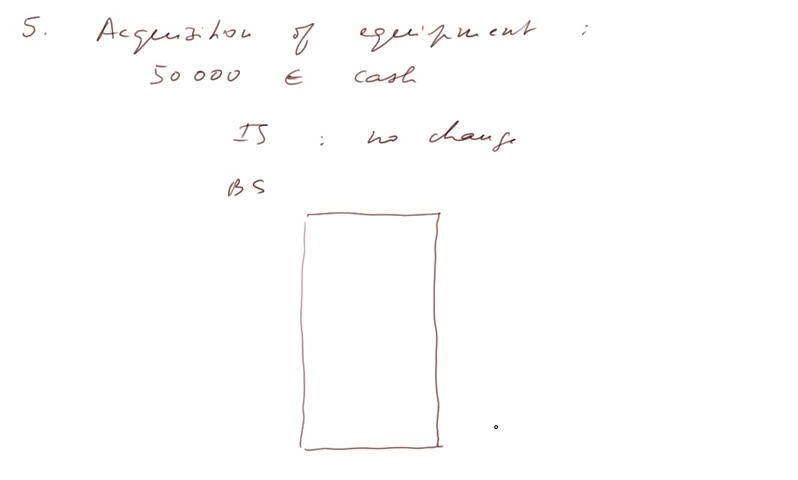 5. Acquisition of equipment :
50 000 € cash
IS : no change
BS